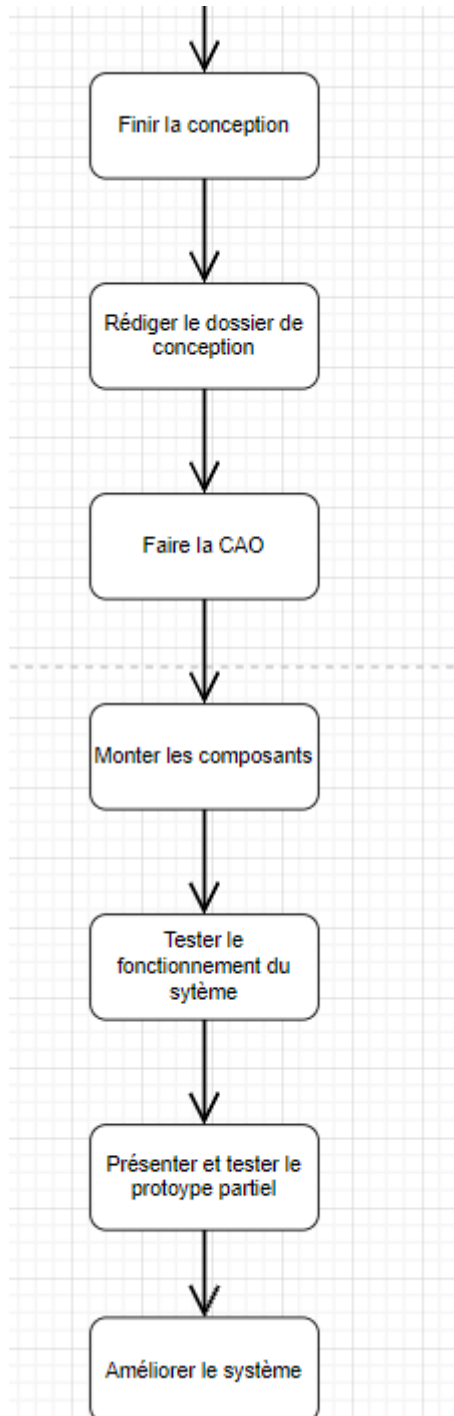 Finir la conception
Rédiger le dossier de
conception
Faire la CAO
Monter les composants
Tester le
fonctionnement du
sytème
Présenter et tester le
protoype partiel
Améliorer le système